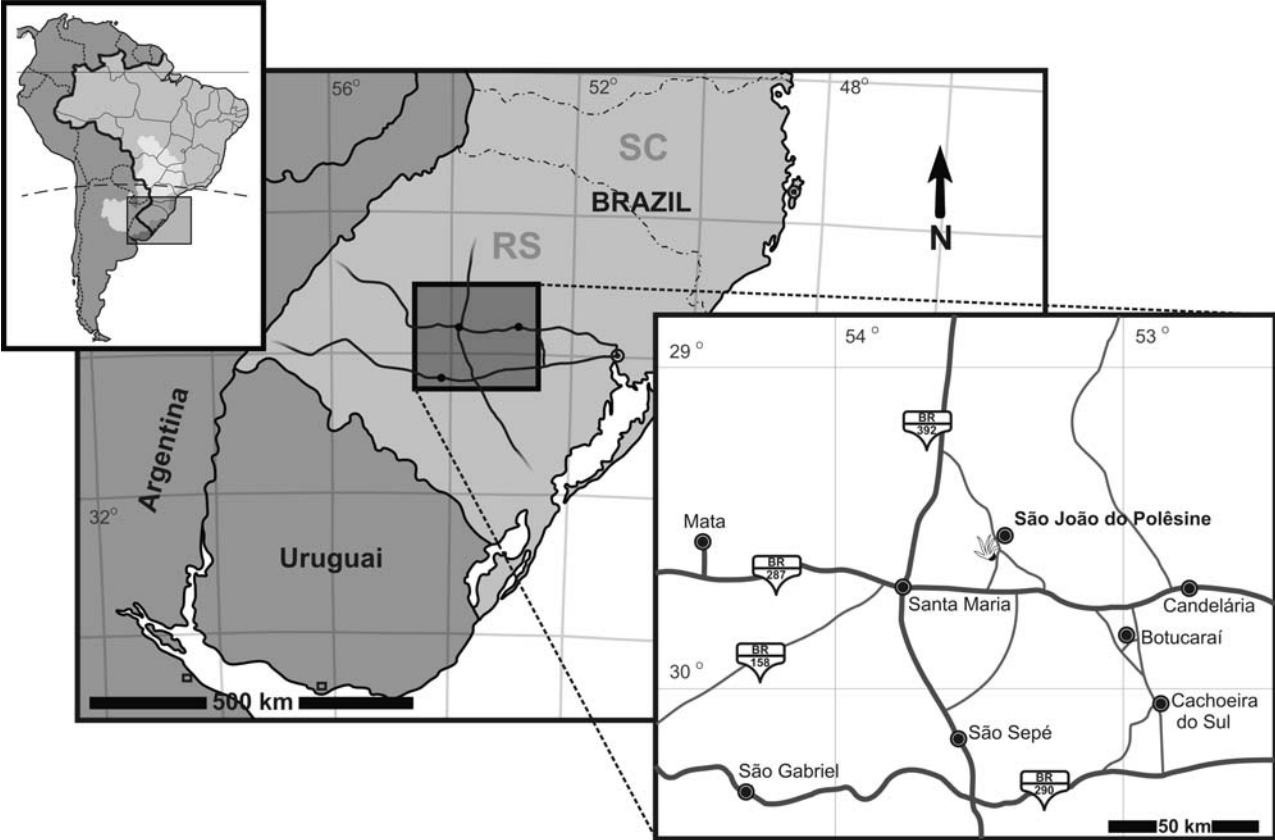 56 o
52 o
48 o
SC
BRAZIL
N
RS
Argentina
32 o
Uruguai
500 km
54 o
53 o
29 o
BR
392
São João do Polêsine
Mata
BR
287
Santa Maria
Candelária
Botucaraí
BR
158
30 o
Cachoeira
do Sul
São Sepé
São Gabriel
BR
290
50 km